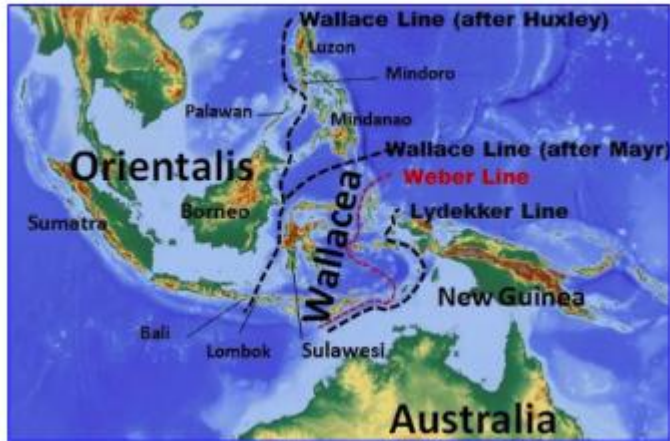 Wallace Line (after Huxley)
Luzon
Mindoro
Palawan
Mindanao
Wallace Line (after Mayr)
Orientalis
Weber Line
Wallacea
Lydekker Line
Borneo
Sumatra
New Guinea
Bali
Lombok
Sulawesi
Australia